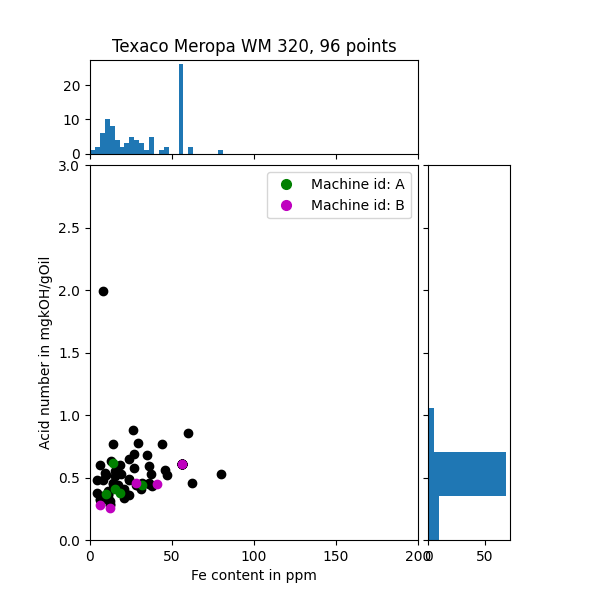 Texaco Meropa WM 320, 96 points
20
10
0
3.0
2.5
2.0
1.5
1.0
0.5
0.0
Acid number in mgkOH/gOil
Machine id: A
Machine id: B
0 50 100 150 200
0 50
Fe content in ppm